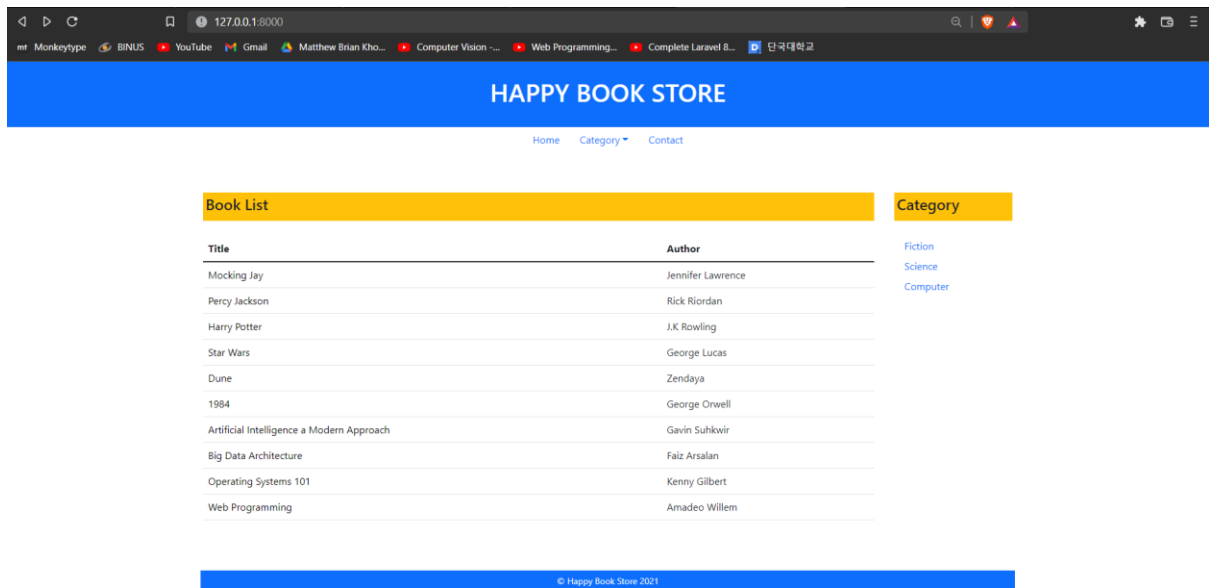 127.0.0.1:8000
mt Monkeytype BINUS YouTube Gmail Matthew Brian Kho... Computer Vision -... Web Programming... Complete Laravel 8... D 단국대학교
HAPPY BOOK STORE
Home Category Contact
Book List
Title Author
Mocking Jay Jennifer Lawrence
Percy Jackson Rick Riordan
Harry Potter J.K Rowling
Star Wars George Lucas
Dune Zendaya
1984 George Orwell
Artificial Intelligence a Modern Approach Gavin Suhkwir
Big Data Architecture Faiz Arsalan
Operating Systems 101 Kenny Gilbert
Web Programming Amadeo Willem
Category
Fiction
Science
Computer
© Happy Book Store 2021